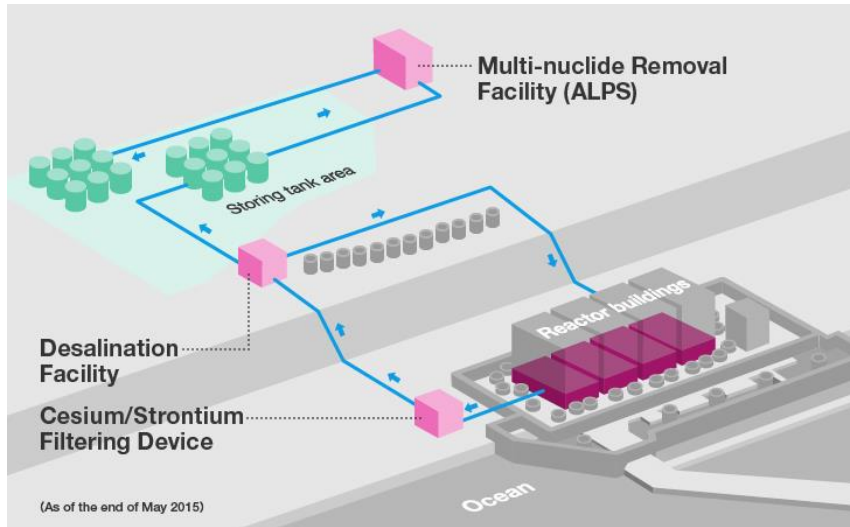 Multi-nuclide Removal
Facility (ALPS)
Storing tank area
Reactor buildings
Desalination
Facility
Cesium/Strontium
Filtering Device
Ocean
(As of the end of May 2015)